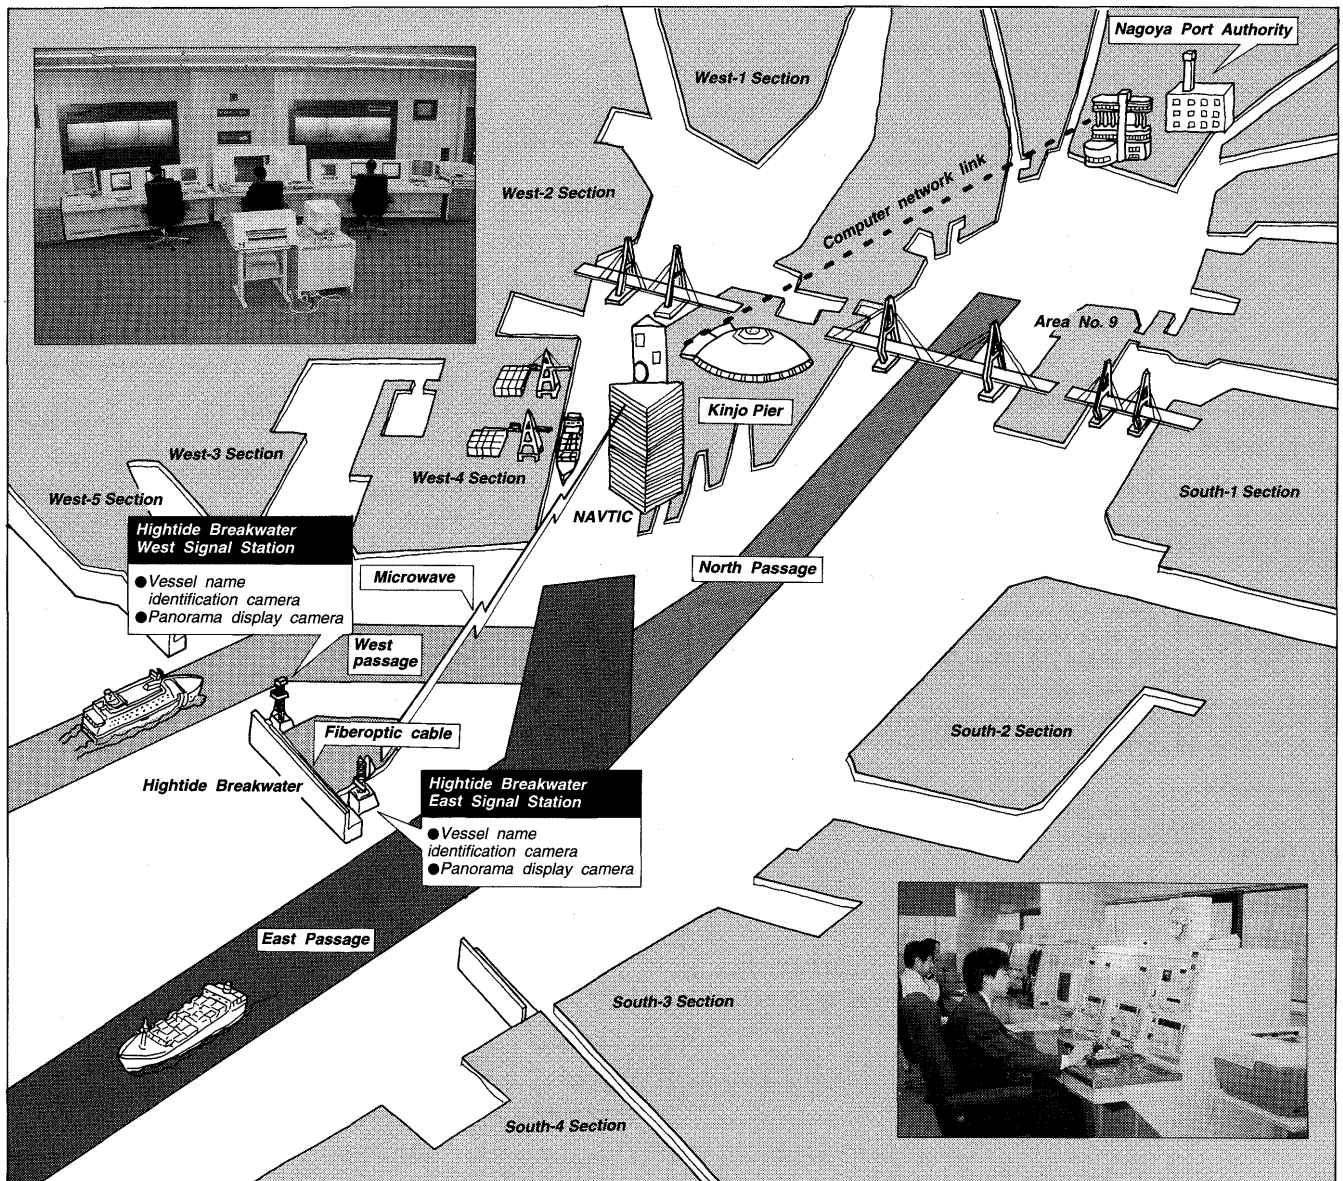 Nagoya Port Authority
West-1 Section
Computer network link
West-2 Section
Area No. 9
Kinjo Pier
West-3 Section
West-4 Section
South-1 Section
West-5 Section
NAVTIC
Hightide Breakwater
West Signal Station
●Vessel name
identification camera
●Panorama display camera
Microwave
North Passage
West
passage
Fiberoptic cable
South-2 Section
Hightide Breakwater
Hightide Breakwater
East Signal Station
●Vessel name
identification camera
●Panorama display camera
East Passage
South-3 Section
South-4 Section